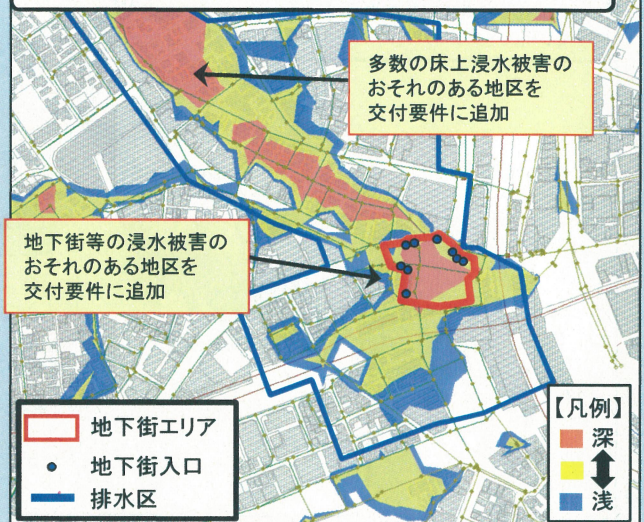 多数の床上浸水被害の
おそれのある地区を
交付要件に追加
地下街等の浸水被害の
おそれのある地区を
交付要件に追加
地下街エリア
地下街入口
排水区
【凡例】
深
浅